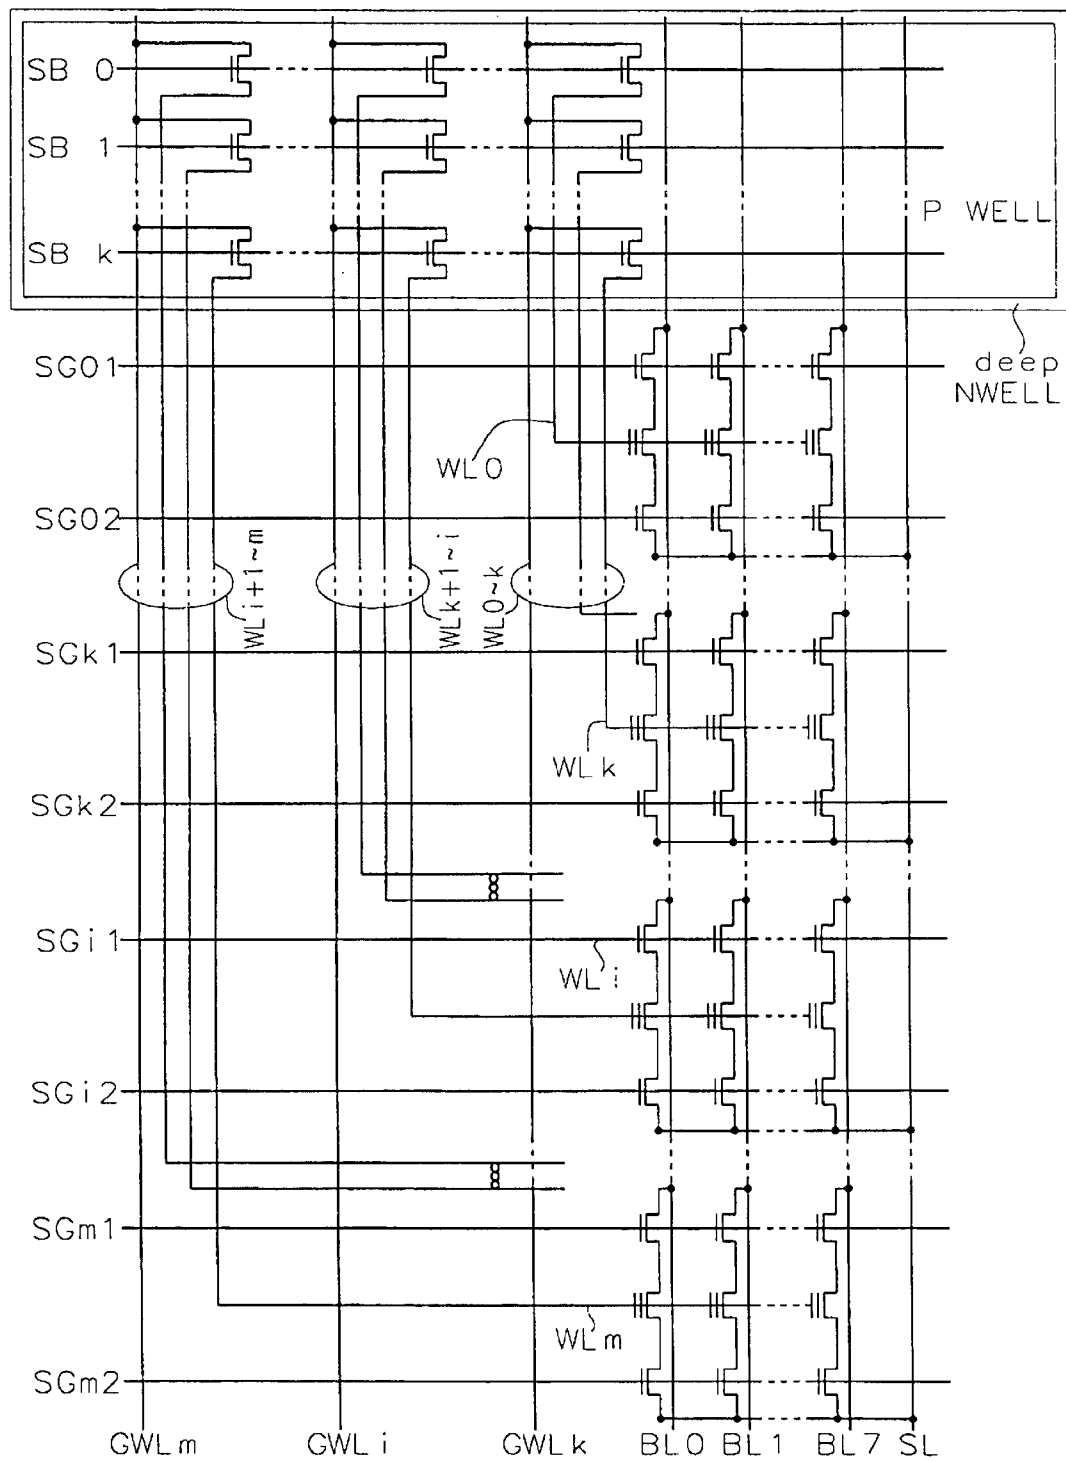 SB 0
SB 1
P WELL
SB k
SG01
deep
NWELL
WL0
SG02
WLi+1~m
WLk+1~i
WL0~k
SGk1
WLk
SGk2
SGi1
WLi
SGi2
SGm1
WLm
SGm2
GWLm GWLi GWLk BL0 BL1 BL7 SL